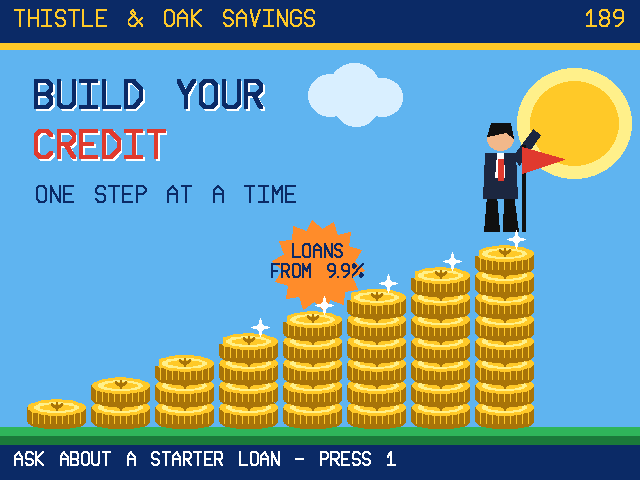 THISTLE & OAK SAVINGS 189
BUILD YOUR
CREDIT
ONE STEP AT A TIME
LOANS
FROM 9.9%
ASK ABOUT A STARTER LOAN - PRESS 1